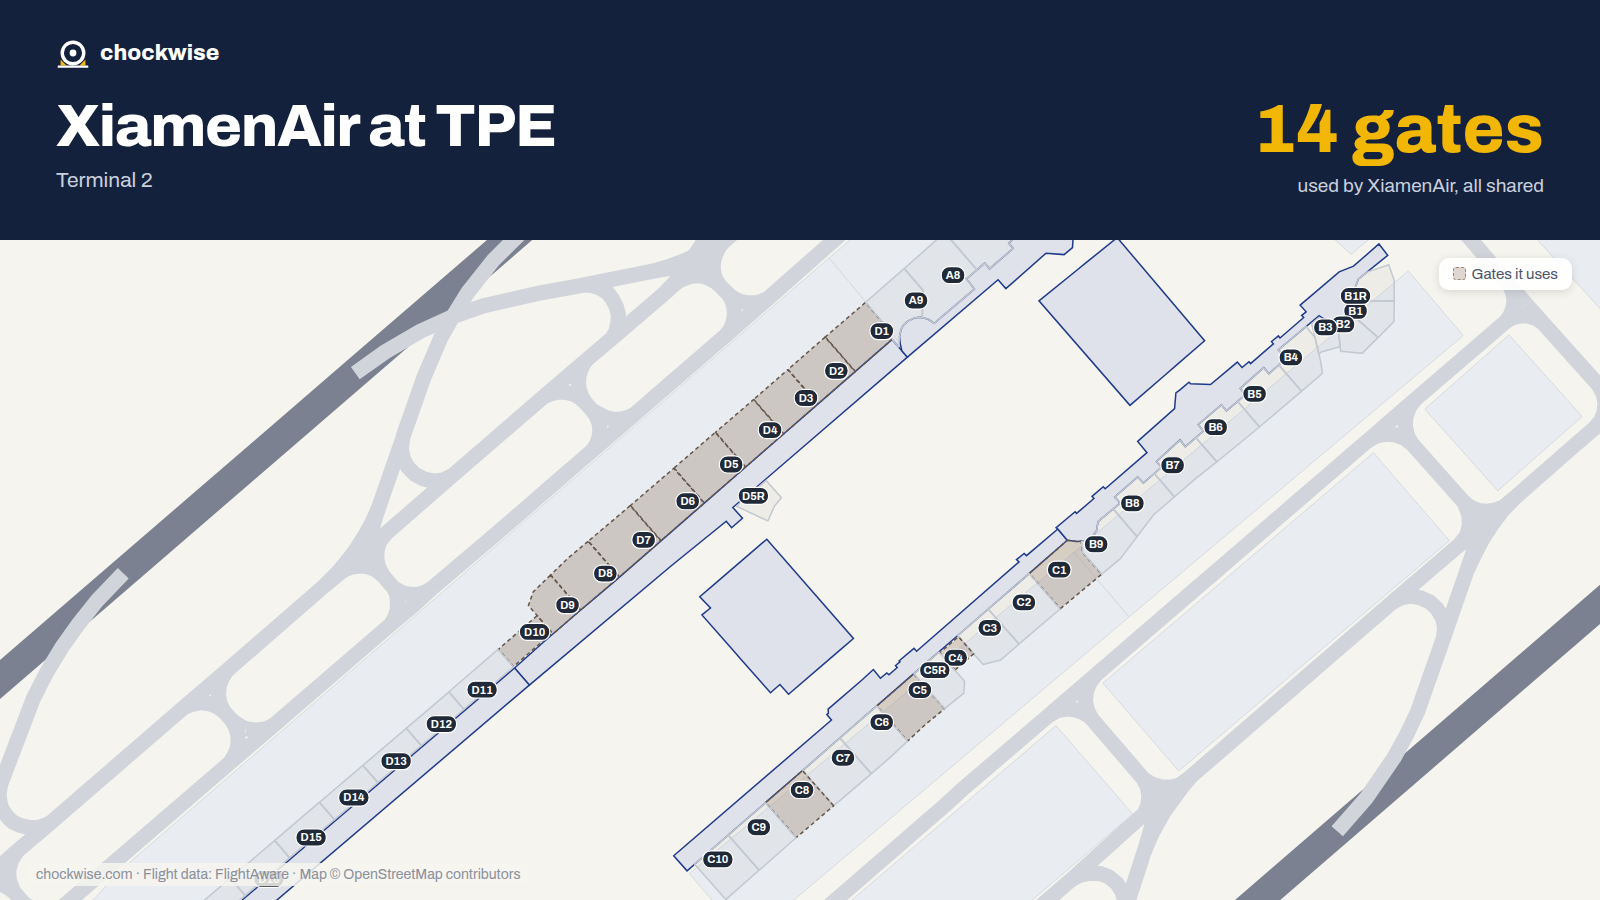 chockwise
XiamenAir at TPE
Terminal 2
14 gates
used by XiamenAir, all shared
Gates it uses
A8
A9
D1
D2
D3
D4
D5
D5R
D6
D7
D8
D9
D10
D11
D12
D13
D14
D15
B1R
B1
B2
B3
B4
B5
B6
B7
B8
B9
C1
C2
C3
C4
C5R
C5
C6
C7
C8
C9
C10
chockwise.com · Flight data: FlightAware · Map © OpenStreetMap contributors